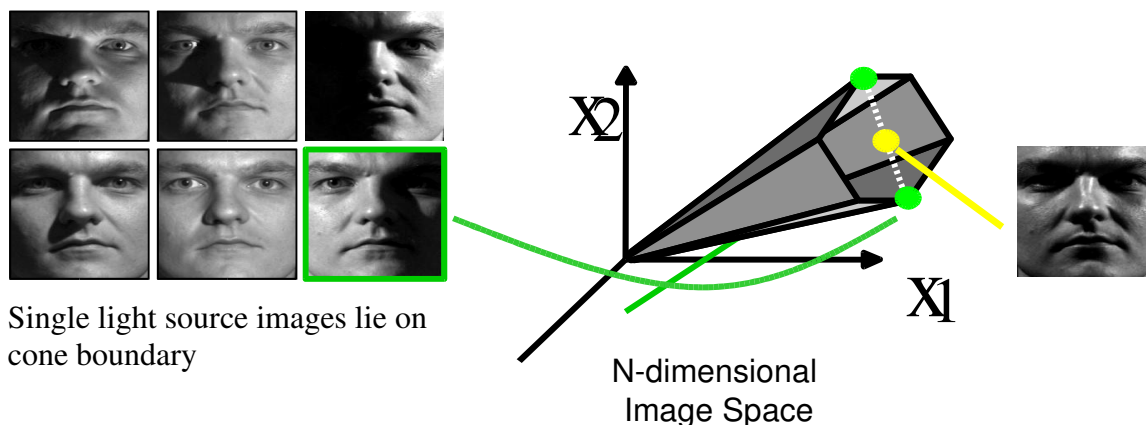 X2
X1
Single light source images lie on
cone boundary
N-dimensional
Image Space